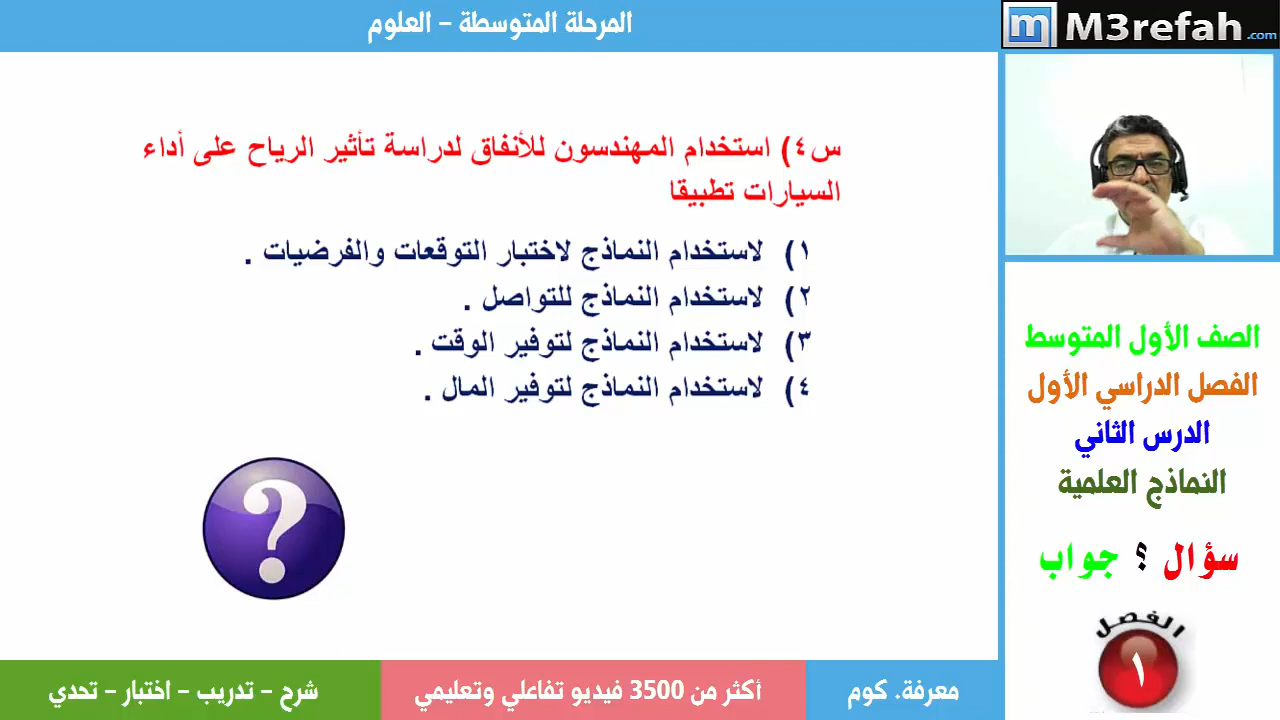 المرحلة المتوسطة - العلوم
M3refah.com
س٤) استخدام المهندسون للأنفاق لدراسة تأثير الرياح على أداء
السيارات تطبيقا
١) لاستخدام النماذج لاختبار التوقعات والفرضيات .
٢) لاستخدام النماذج للتواصل .
٣) لاستخدام النماذج لتوفير الوقت .
٤) لاستخدام النماذج لتوفير المال .
?
الصف الأول المتوسط
الفصل الدراسي الأول
الدرس الثاني
النماذج العلمية
سؤال ؟ جواب
الفصل
١
معرفة. كوم
أكثر من 3500 فيديو تفاعلي وتعليمي
شرح - تدريب - اختبار - تحدي